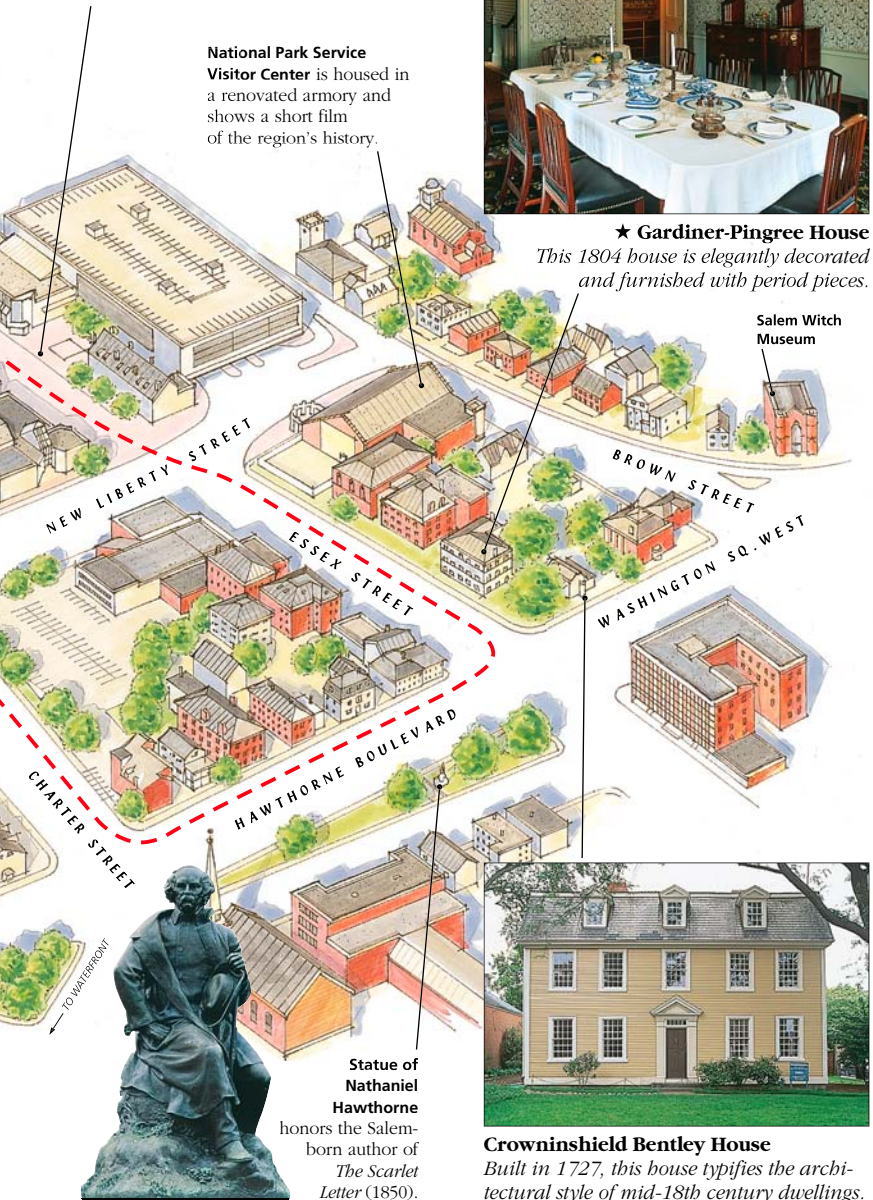 National Park Service
Visitor Center is housed in
a renovated armory and
shows a short film
of the region's history.
★ Gardiner-Pingree House
This 1804 house is elegantly decorated
and furnished with period pieces.
Salem Witch
Museum
NEW LIBERTY STREET
BROWN STREET
ESSEX STREET
WASHINGTON SQ. WEST
HAWTHORNE BOULEVARD
CHARTER STREET
TO WATERFRONT
Statue of
Nathaniel
Hawthorne
honors the Salem-
born author of
The Scarlet
Letter (1850).
Crowninshield Bentley House
Built in 1727, this house typifies the archi-
tectural style of mid-18th century dwellings.